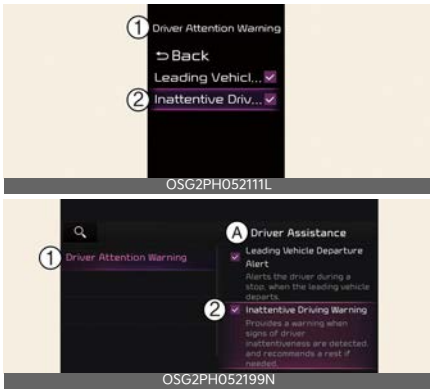 1 Driver Attention Warning
⮌ Back
Leading Vehicl...
2 Inattentive Driv...
OSG2PH052111L
A Driver Assistance
1 Driver Attention Warning
Leading Vehicle Departure
Alert
Alerts the driver during a
stop, when the leading vehicle
departs.
2 Inattentive Driving Warning
Provides a warning when
signs of driver
inattentiveness are detected,
and recommends a rest if
needed.
OSG2PH052199N